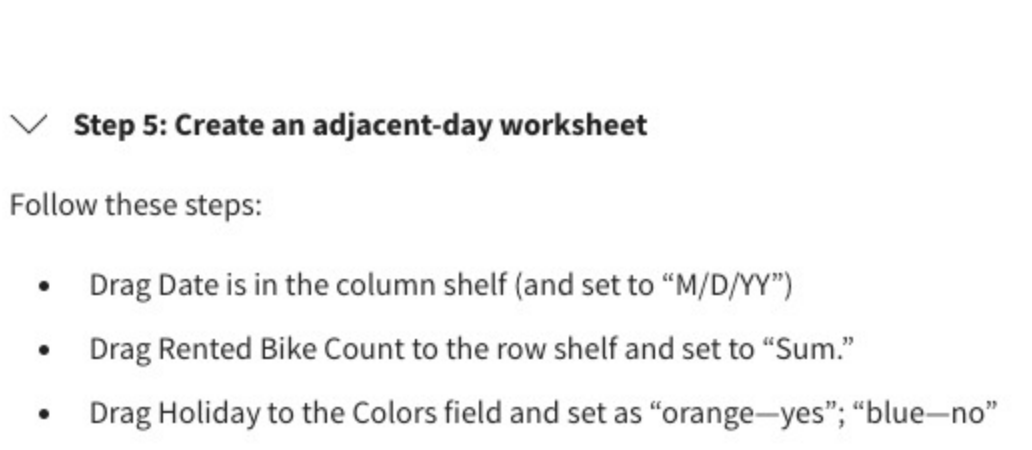 Step 5: Create an adjacent-day worksheet
Follow these steps:
• Drag Date is in the column shelf (and set to “M/D/YY”)
• Drag Rented Bike Count to the row shelf and set to “Sum.”
• Drag Holiday to the Colors field and set as “orange—yes”; “blue—no”